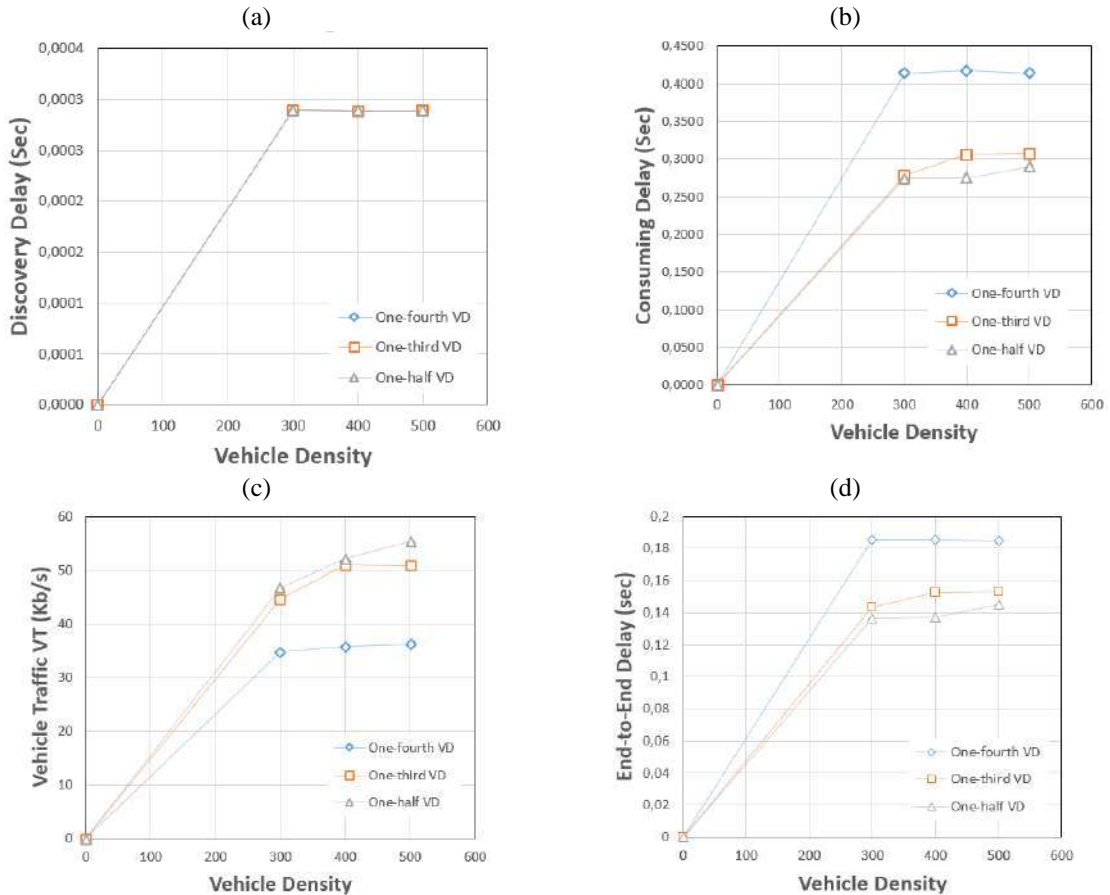 (a)
0,0004
0,0003
0,0003
0,0002
0,0002
0,0001
0,0001
0,0000
0 100 200 300 400 500 600
Discovery Delay (Sec)
Vehicle Density
One-fourth VD
One-third VD
One-half VD
(b)
0,4500
0,4000
0,3500
0,3000
0,2500
0,2000
0,1500
0,1000
0,0500
0,0000
0 100 200 300 400 500 600
Consuming Delay (Sec)
Vehicle Density
One-fourth VD
One-third VD
One-half VD
(c)
60
50
40
30
20
10
0
0 100 200 300 400 500 600
Vehicle Traffic VT (Kb/s)
Vehicle Density
One-fourth VD
One-third VD
One-half VD
(d)
0,2
0,18
0,16
0,14
0,12
0,1
0,08
0,06
0,04
0,02
0
0 100 200 300 400 500 600
End-to-End Delay (sec)
Vehicle Density
One-fourth VD
One-third VD
One-half VD